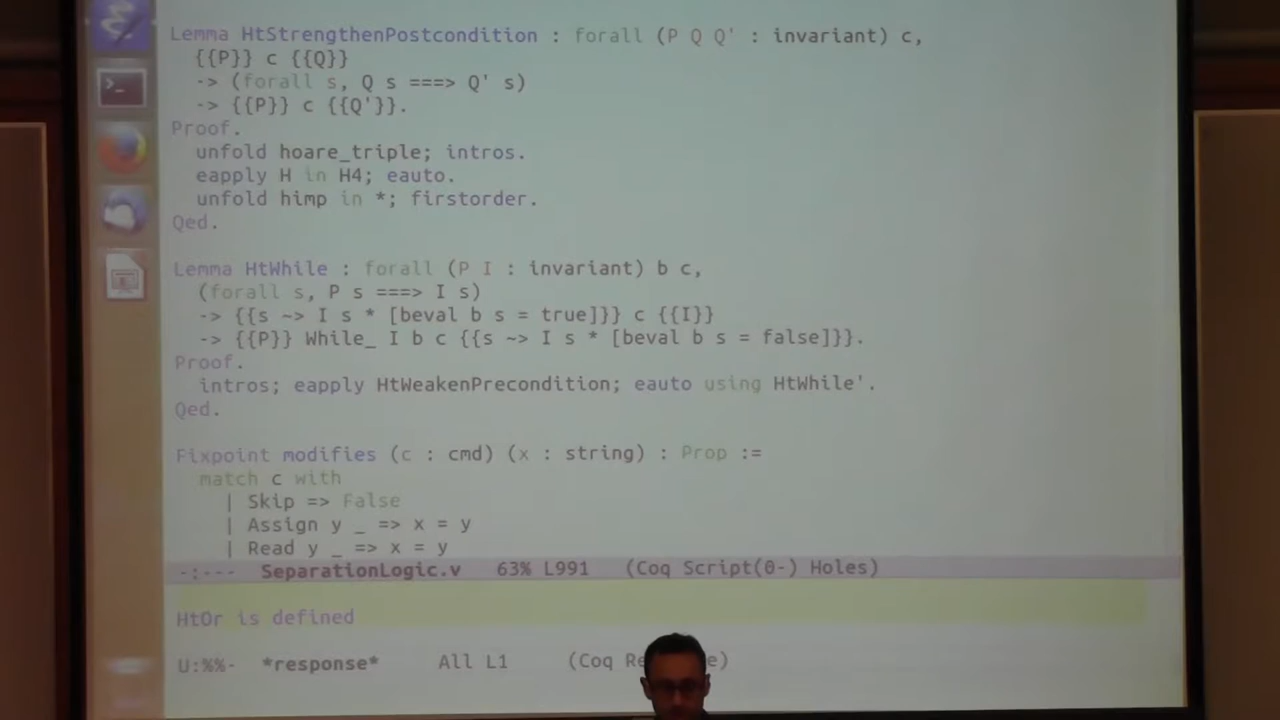 Lemma HtStrengthenPostcondition : forall (P Q Q' : invariant) c,
{{P}} c {{Q}}
-> (forall s, Q s ===> Q' s)
-> {{P}} c {{Q'}}.
Proof.
unfold hoare_triple; intros.
eapply H in H4; eauto.
unfold himp in *; firstorder.
Qed.
Lemma HtWhile : forall (P I : invariant) b c,
(forall s, P s ===> I s)
-> {{s ~> I s * [beval b s = true]}} c {{I}}
-> {{P}} While_ I b c {{s ~> I s * [beval b s = false]}}.
Proof.
intros; eapply HtWeakenPrecondition; eauto using HtWhile'.
Qed.
Fixpoint modifies (c : cmd) (x : string) : Prop :=
match c with
| Skip => False
| Assign y _ => x = y
| Read y _ => x = y
-:--- SeparationLogic.v 63% L991 (Coq Script(0-) Holes)
HtOr is defined
U:%%- *response* All L1 (Coq